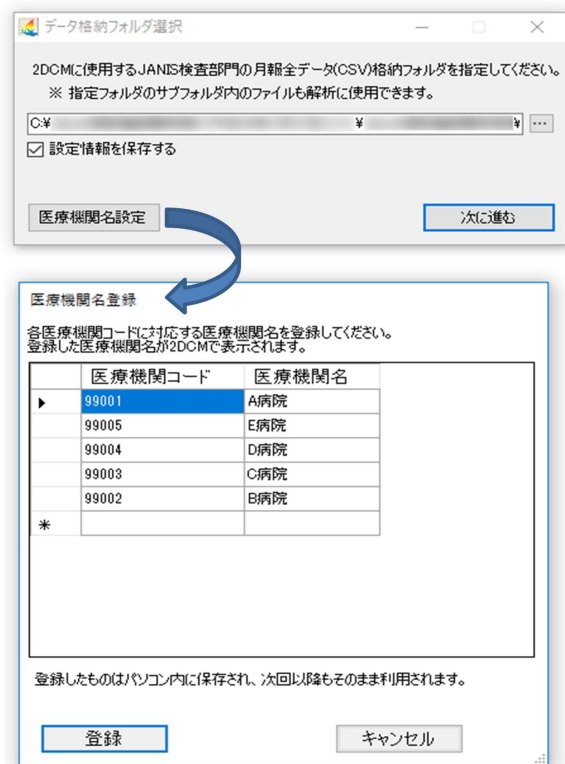 データ格納フォルダ選択
2DCMに使用するJANIS検査部門の月報全データ(CSV)格納フォルダを指定してください。
※ 指定フォルダのサブフォルダ内のファイルも解析に使用できます。
C:¥ ¥ ¥ ...
設定情報を保存する
医療機関名設定 次に進む
医療機関名登録
各医療機関コードに対応する医療機関名を登録してください。
登録した医療機関名が2DCMで表示されます。
医療機関コード 医療機関名
99001 A病院
99005 E病院
99004 D病院
99003 C病院
99002 B病院
登録したものはパソコン内に保存され、次回以降もそのまま利用されます。
登録 キャンセル